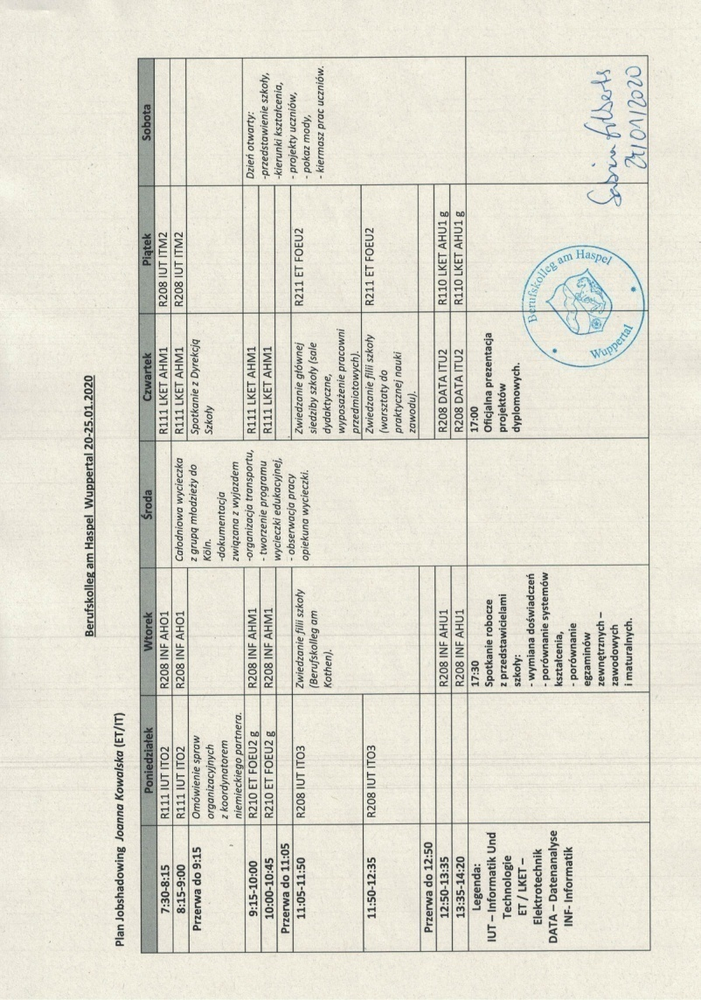 Berufskolleg am Haspel Wuppertal 20-25.01.2020
Plan Jobshadowing Joanna Kowalska (ET/IT)
Poniedziałek Wtorek Środa Czwartek Piątek Sobota
7:30-8:15 R111 IUT ITO2 R208 INF AHO1 R111 LKET AHM1 R208 IUT ITM2
8:15-9:00 R111 IUT ITO2 R208 INF AHO1 R111 LKET AHM1 R208 IUT ITM2
Przerwa do 9:15
Omówienie spraw
organizacyjnych
z koordynatorem
niemieckiego partnera.
Całodniowa wycieczka
z grupą młodzieży do
Köln.
-dokumentacja
związana z wyjazdem
-organizacja transportu,
- tworzenie programu
wycieczki edukacyjnej,
- obserwacja pracy
opiekuna wycieczki.
Spotkanie z Dyrekcją
Szkoły
9:15-10:00 R210 ET FOEU2 g R208 INF AHM1 R111 LKET AHM1
10:00-10:45 R210 ET FOEU2 g R208 INF AHM1 R111 LKET AHM1
Dzień otwarty:
-przedstawienie szkoły,
-kierunki kształcenia,
- projekty uczniów,
- pokaz mody,
- kiermasz prac uczniów.
Przerwa do 11:05
11:05-11:50 R208 IUT ITO3
Zwiedzanie filii szkoły
(Berufskolleg am
Kothen).
Zwiedzanie głównej
siedziby szkoły (sale
dydaktyczne,
wyposażenie pracowni
przedmiotowych).
R211 ET FOEU2
11:50-12:35 R208 IUT ITO3
Zwiedzanie filii szkoły
(warsztaty do
praktycznej nauki
zawodu).
R211 ET FOEU2
Przerwa do 12:50
12:50-13:35 R208 INF AHU1 R208 DATA ITU2 R110 LKET AHU1 g
13:35-14:20 R208 INF AHU1 R208 DATA ITU2 R110 LKET AHU1 g
Legenda:
IUT – Informatik Und
Technologie
ET / LKET –
Elektrotechnik
DATA – Datenanalyse
INF- Informatik
17:30
Spotkanie robocze
z przedstawicielami
szkoły:
- wymiana doświadczeń
- porównanie systemów
kształcenia,
- porównanie
egzaminów
zewnętrznych –
zawodowych
i maturalnych.
17:00
Oficjalna prezentacja
projektów
dyplomowych.
Berufskolleg am Haspel
Wuppertal
Sabina